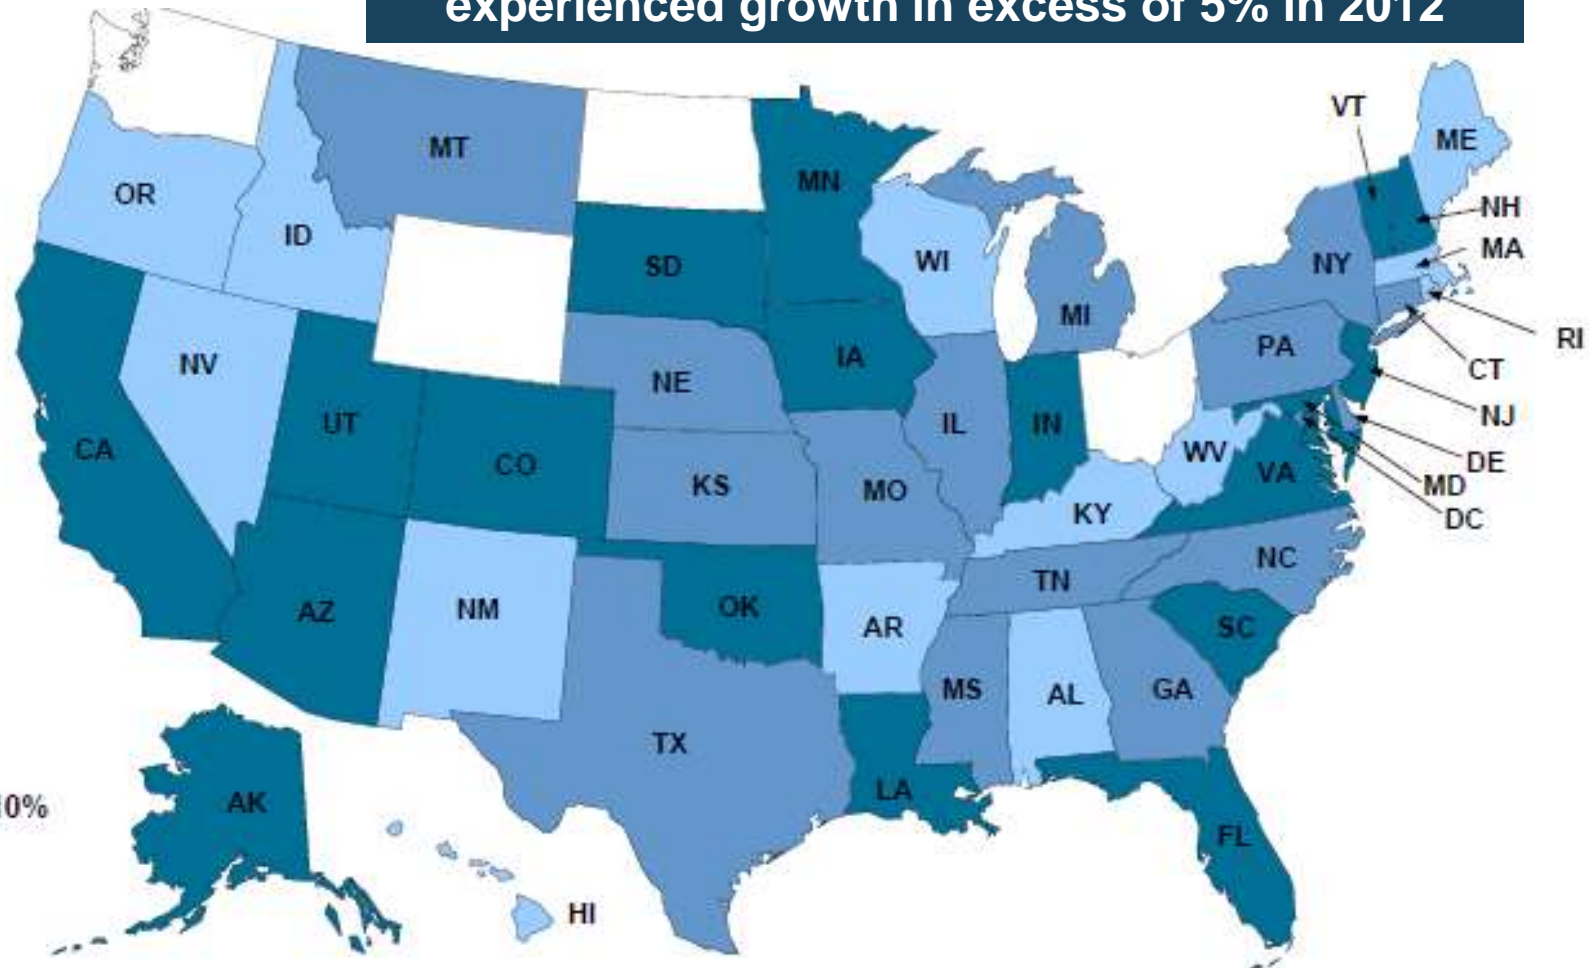 experienced growth in excess of 5% in 2012
VT
ME
MT
MN
OR
NH
ID
WI
MA
SD
NY
MI
RI
NV
PA
IA
CT
NE
UT
IL
IN
NJ
CA
CO
WV
DE
VA
KS
MO
MD
KY
DC
NC
TN
AZ
NM
OK
AR
SC
MS
AL
GA
TX
LA
AK
0%
FL
HI